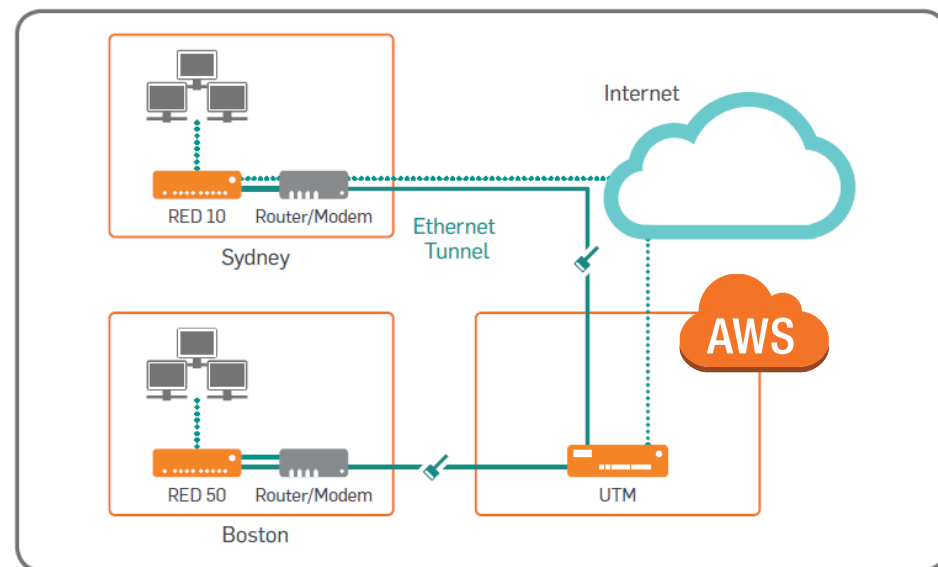 Internet
RED 10
Router/Modem
Sydney
Ethernet
Tunnel
AWS
RED 50
Router/Modem
UTM
Boston